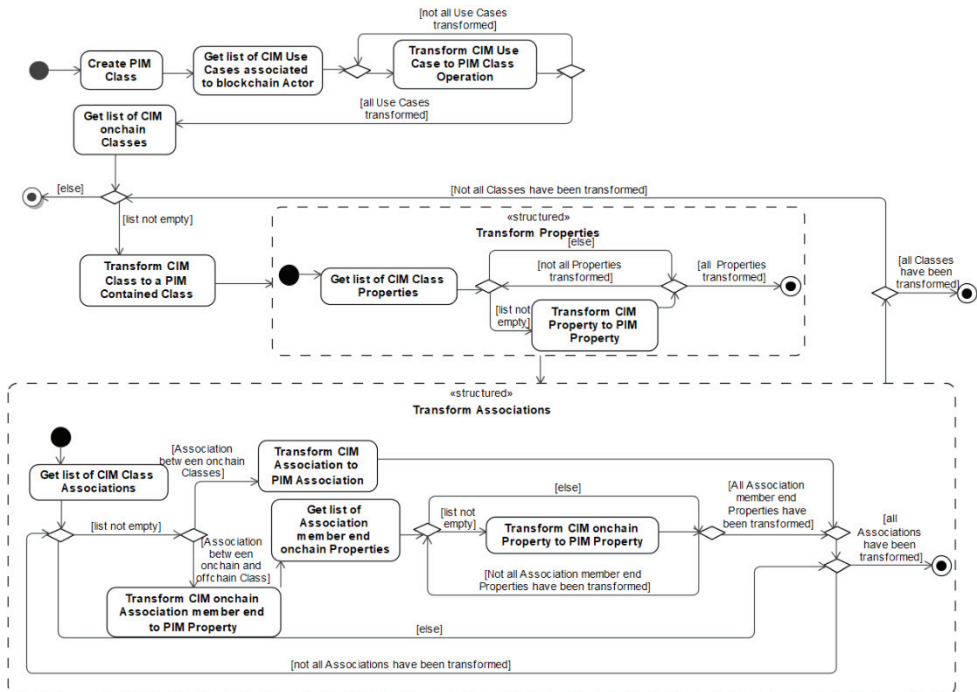 [not all Use Cases
transformed]
Create PIM
Class
Get list of CIM Use
Cases associated
to blockchain Actor
Transform CIM Use
Case to PIM Class
Operation
[all Use Cases
transformed]
Get list of CIM
onchain
Classes
[else]
[Not all Classes have been transformed]
[list not empty]
«structured»
Transform Properties
[else]
Transform CIM
Class to a PIM
Contained Class
Get list of CIM Class
Properties
[not all Properties
transformed]
[all Properties
transformed]
[list not
empty]
Transform CIM
Property to PIM
Property
[all Classes
have been
transformed]
«structured»
Transform Associations
Get list of CIM Class
Associations
[Association
between onchain
Classes]
Transform CIM
Association to
PIM Association
[list not empty]
[Association
between
onchain and
offchain Class]
Get list of
Association
member end
onchain Properties
[else]
[list not
empty]
Transform CIM onchain
Property to PIM Property
[Not all Association member end
Properties have been transformed]
[All Association
member end
Properties have
been transformed]
[all
Associations
have been
transformed]
Transform CIM onchain
Association member end
to PIM Property
[else]
[not all Associations have been transformed]